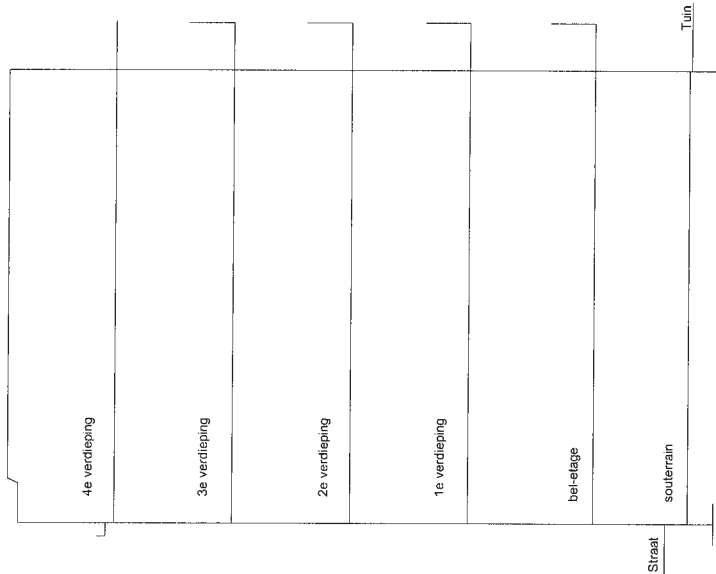 Tuin
4e verdieping
3e verdieping
2e verdieping
1e verdieping
bel-etage
souterrain
Straat